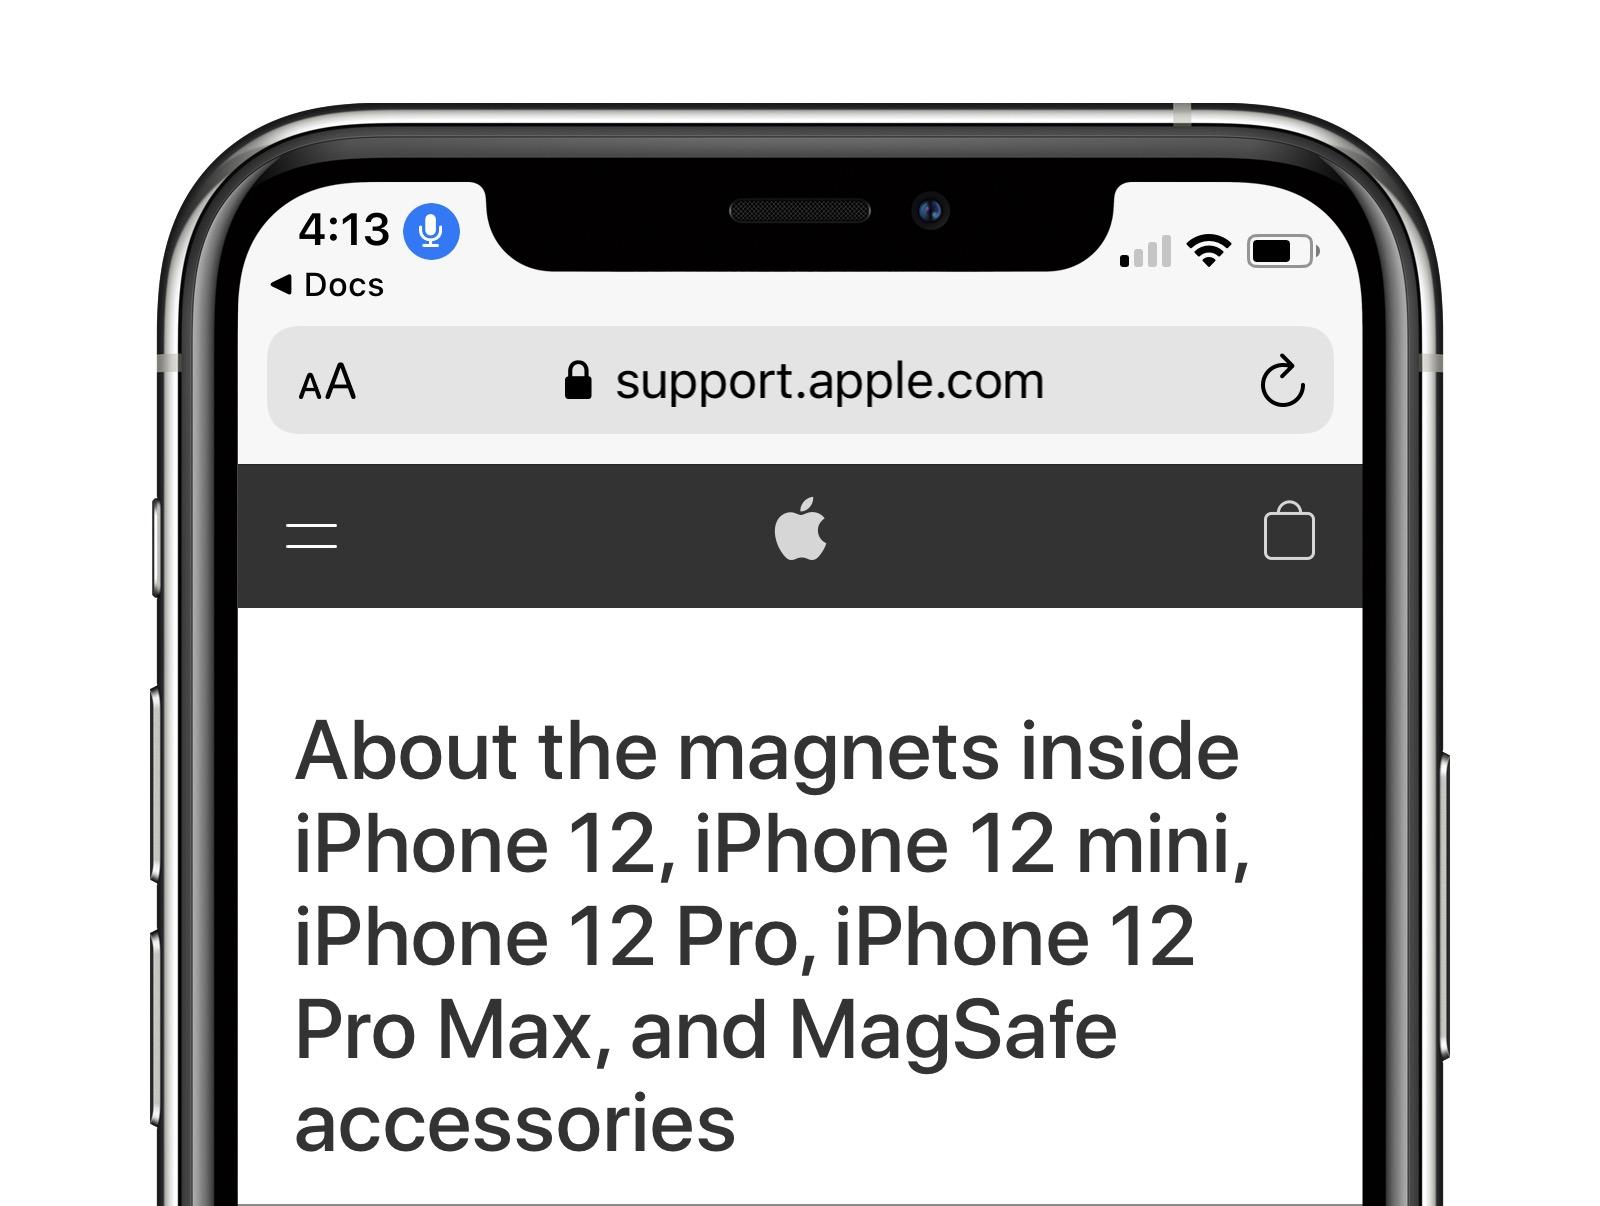 4:13
Docs
AA
support.apple.com
About the magnets inside
iPhone 12, iPhone 12 mini,
iPhone 12 Pro, iPhone 12
Pro Max, and MagSafe
accessories